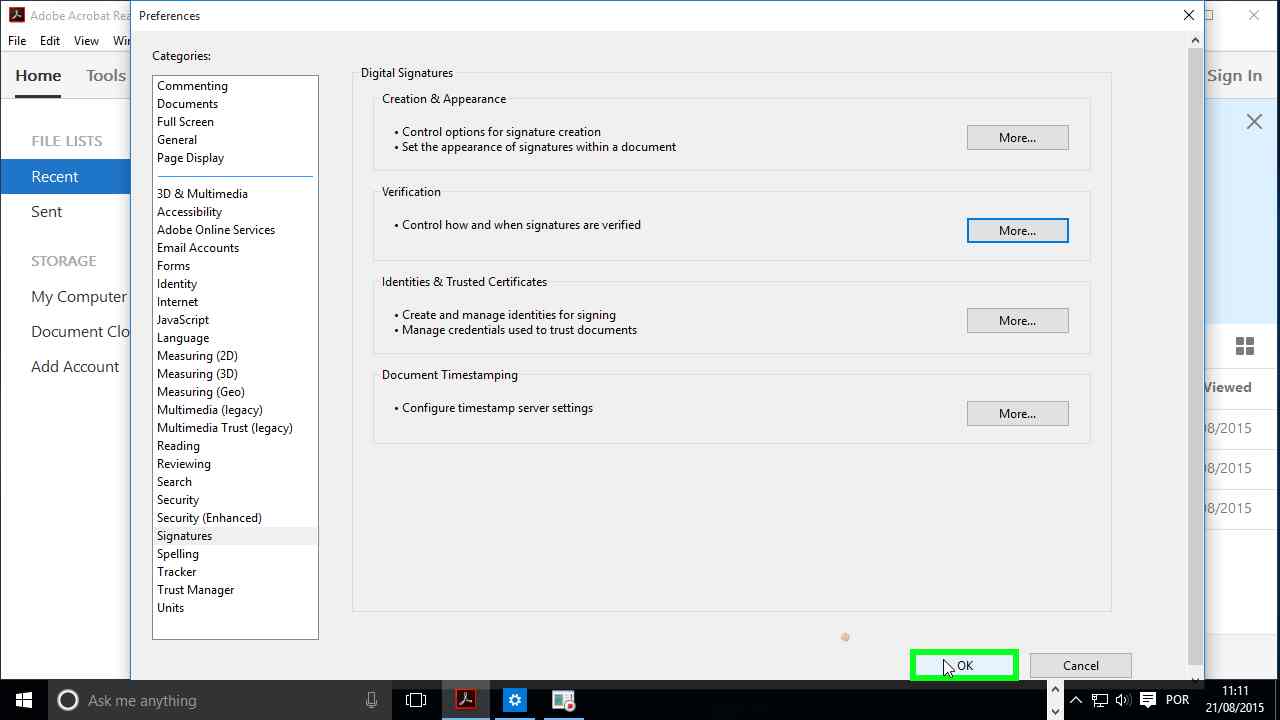 Adobe Acrobat Rea
Preferences
File Edit View Win
Home Tools
Sign In
FILE LISTS
Recent
Sent
STORAGE
My Computer
Document Clo
Add Account
Categories:
Commenting
Documents
Full Screen
General
Page Display
3D & Multimedia
Accessibility
Adobe Online Services
Email Accounts
Forms
Identity
Internet
JavaScript
Language
Measuring (2D)
Measuring (3D)
Measuring (Geo)
Multimedia (legacy)
Multimedia Trust (legacy)
Reading
Reviewing
Search
Security
Security (Enhanced)
Signatures
Spelling
Tracker
Trust Manager
Units
Digital Signatures
Creation & Appearance
• Control options for signature creation
• Set the appearance of signatures within a document
More...
Verification
• Control how and when signatures are verified
More...
Identities & Trusted Certificates
• Create and manage identities for signing
• Manage credentials used to trust documents
More...
Document Timestamping
• Configure timestamp server settings
More...
OK Cancel
Viewed
08/2015
08/2015
08/2015
Ask me anything
POR
11:11
21/08/2015